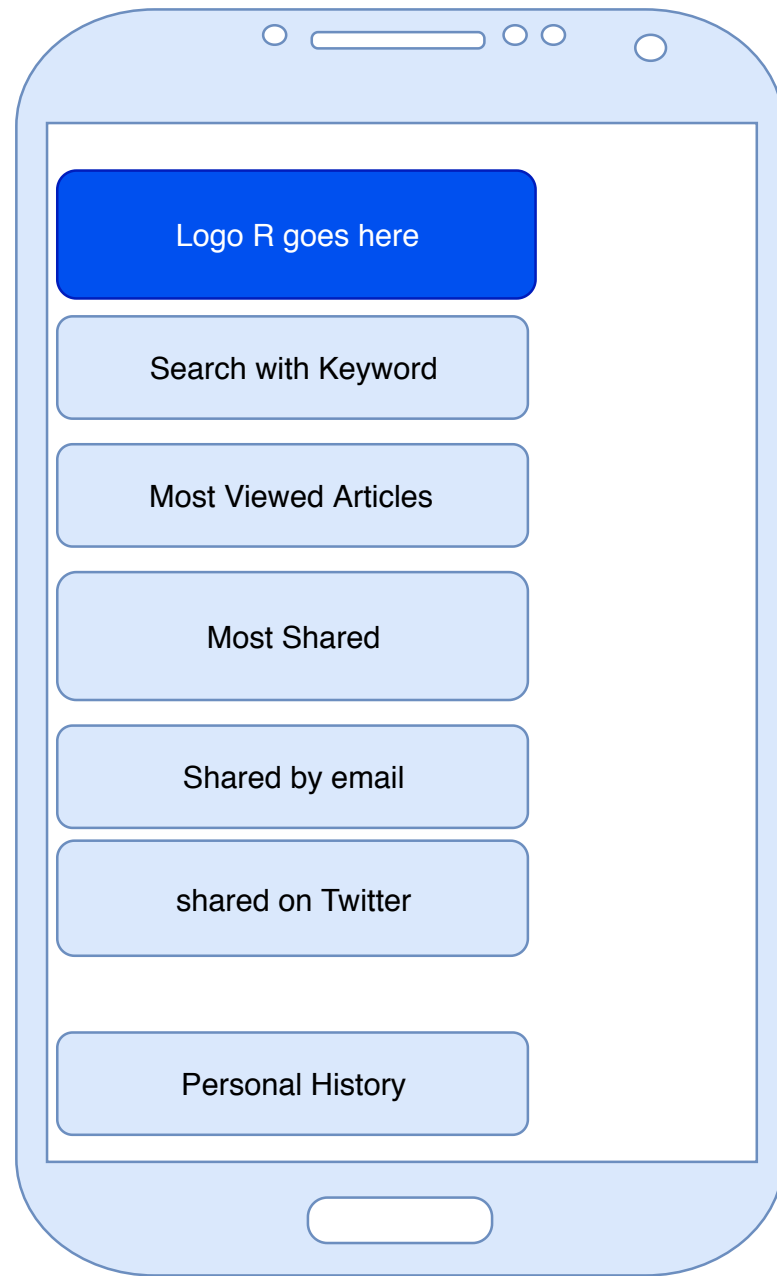 Logo R goes here
Search with Keyword
Most Viewed Articles
Most Shared
Shared by email
shared on Twitter
Personal History